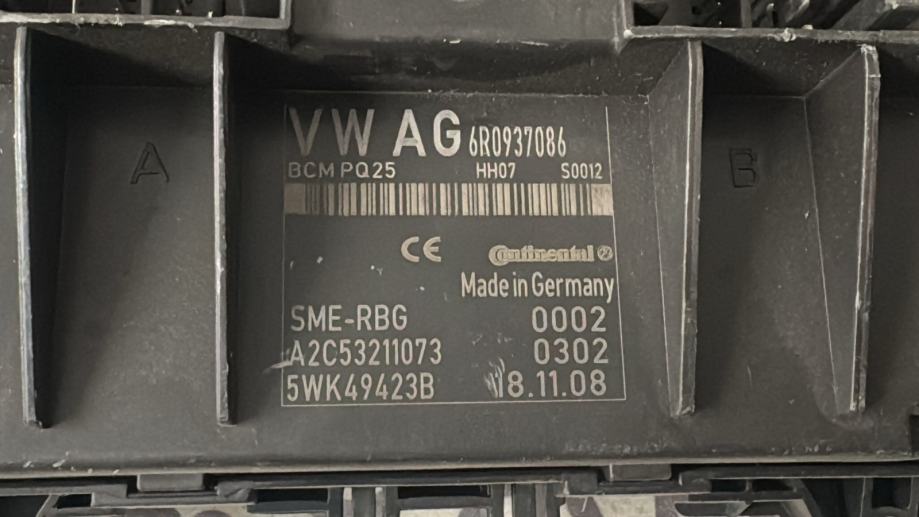 VW AG 6R0937086
BCM PQ25 HH07 S0012
CE Continental
Made in Germany
SME-RBG 0002
A2C53211073 0302
5WK49423B 18.11.08
A
B